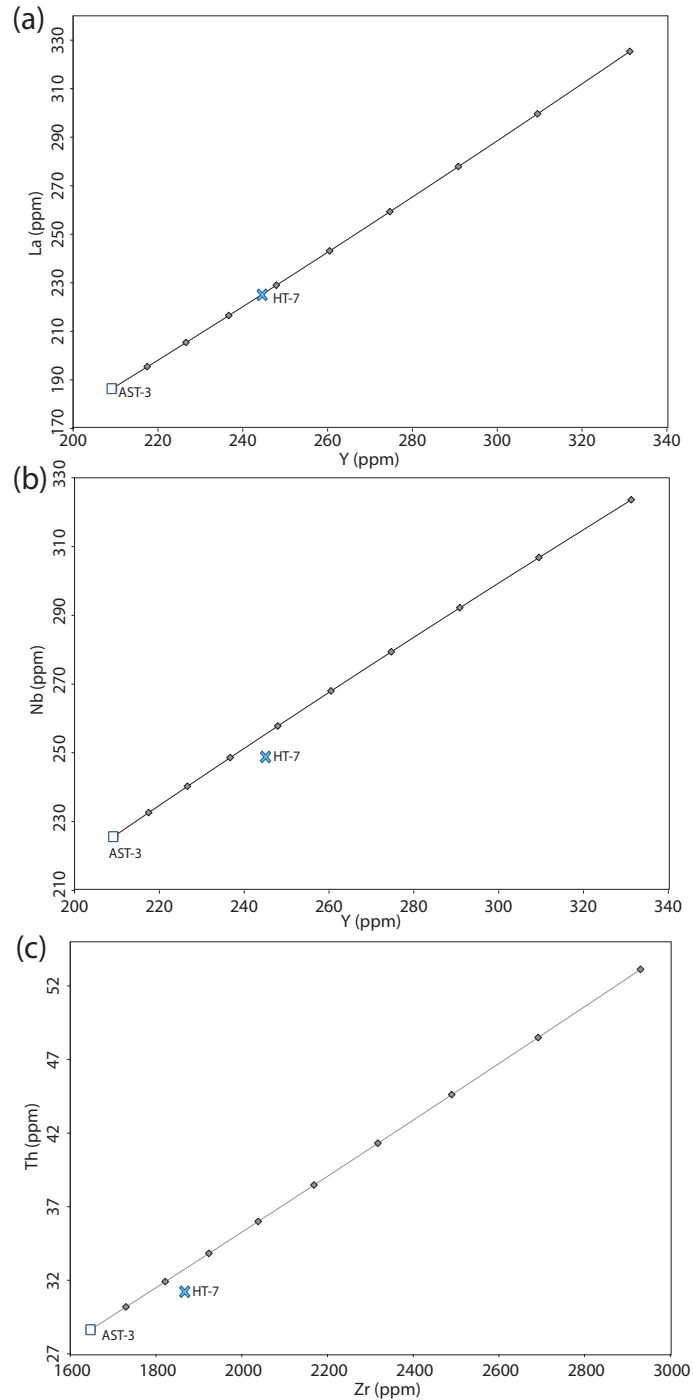 (a)
330
310
290
270
250
230
210
190
170
La (ppm)
HT-7
AST-3
200 220 240 260 280 300 320 340
Y (ppm)
(b)
330
310
290
270
250
230
210
Nb (ppm)
HT-7
AST-3
200 220 240 260 280 300 320 340
Y (ppm)
(c)
52
47
42
37
32
27
Th (ppm)
HT-7
AST-3
1600 1800 2000 2200 2400 2600 2800 3000
Zr (ppm)